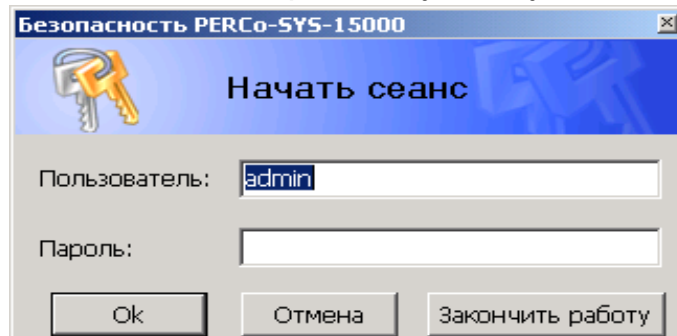 Безопасность PERCo-SYS-15000
Начать сеанс
Пользователь: admin
Пароль:
Ok Отмена Закончить работу